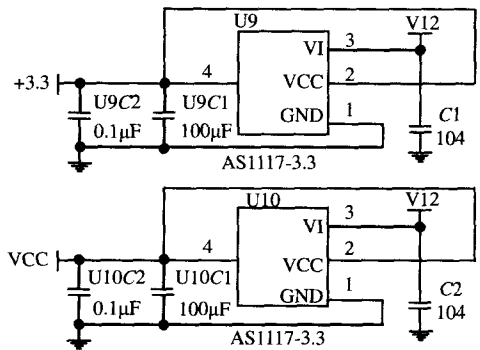 U9
V12
VI 3
+3.3
4
VCC 2
U9C2
U9C1
GND 1
C1
0.1μF
100μF
104
AS1117-3.3
U10
V12
VI 3
VCC
4
VCC 2
U10C2
U10C1
GND 1
C2
0.1μF
100μF
104
AS1117-3.3